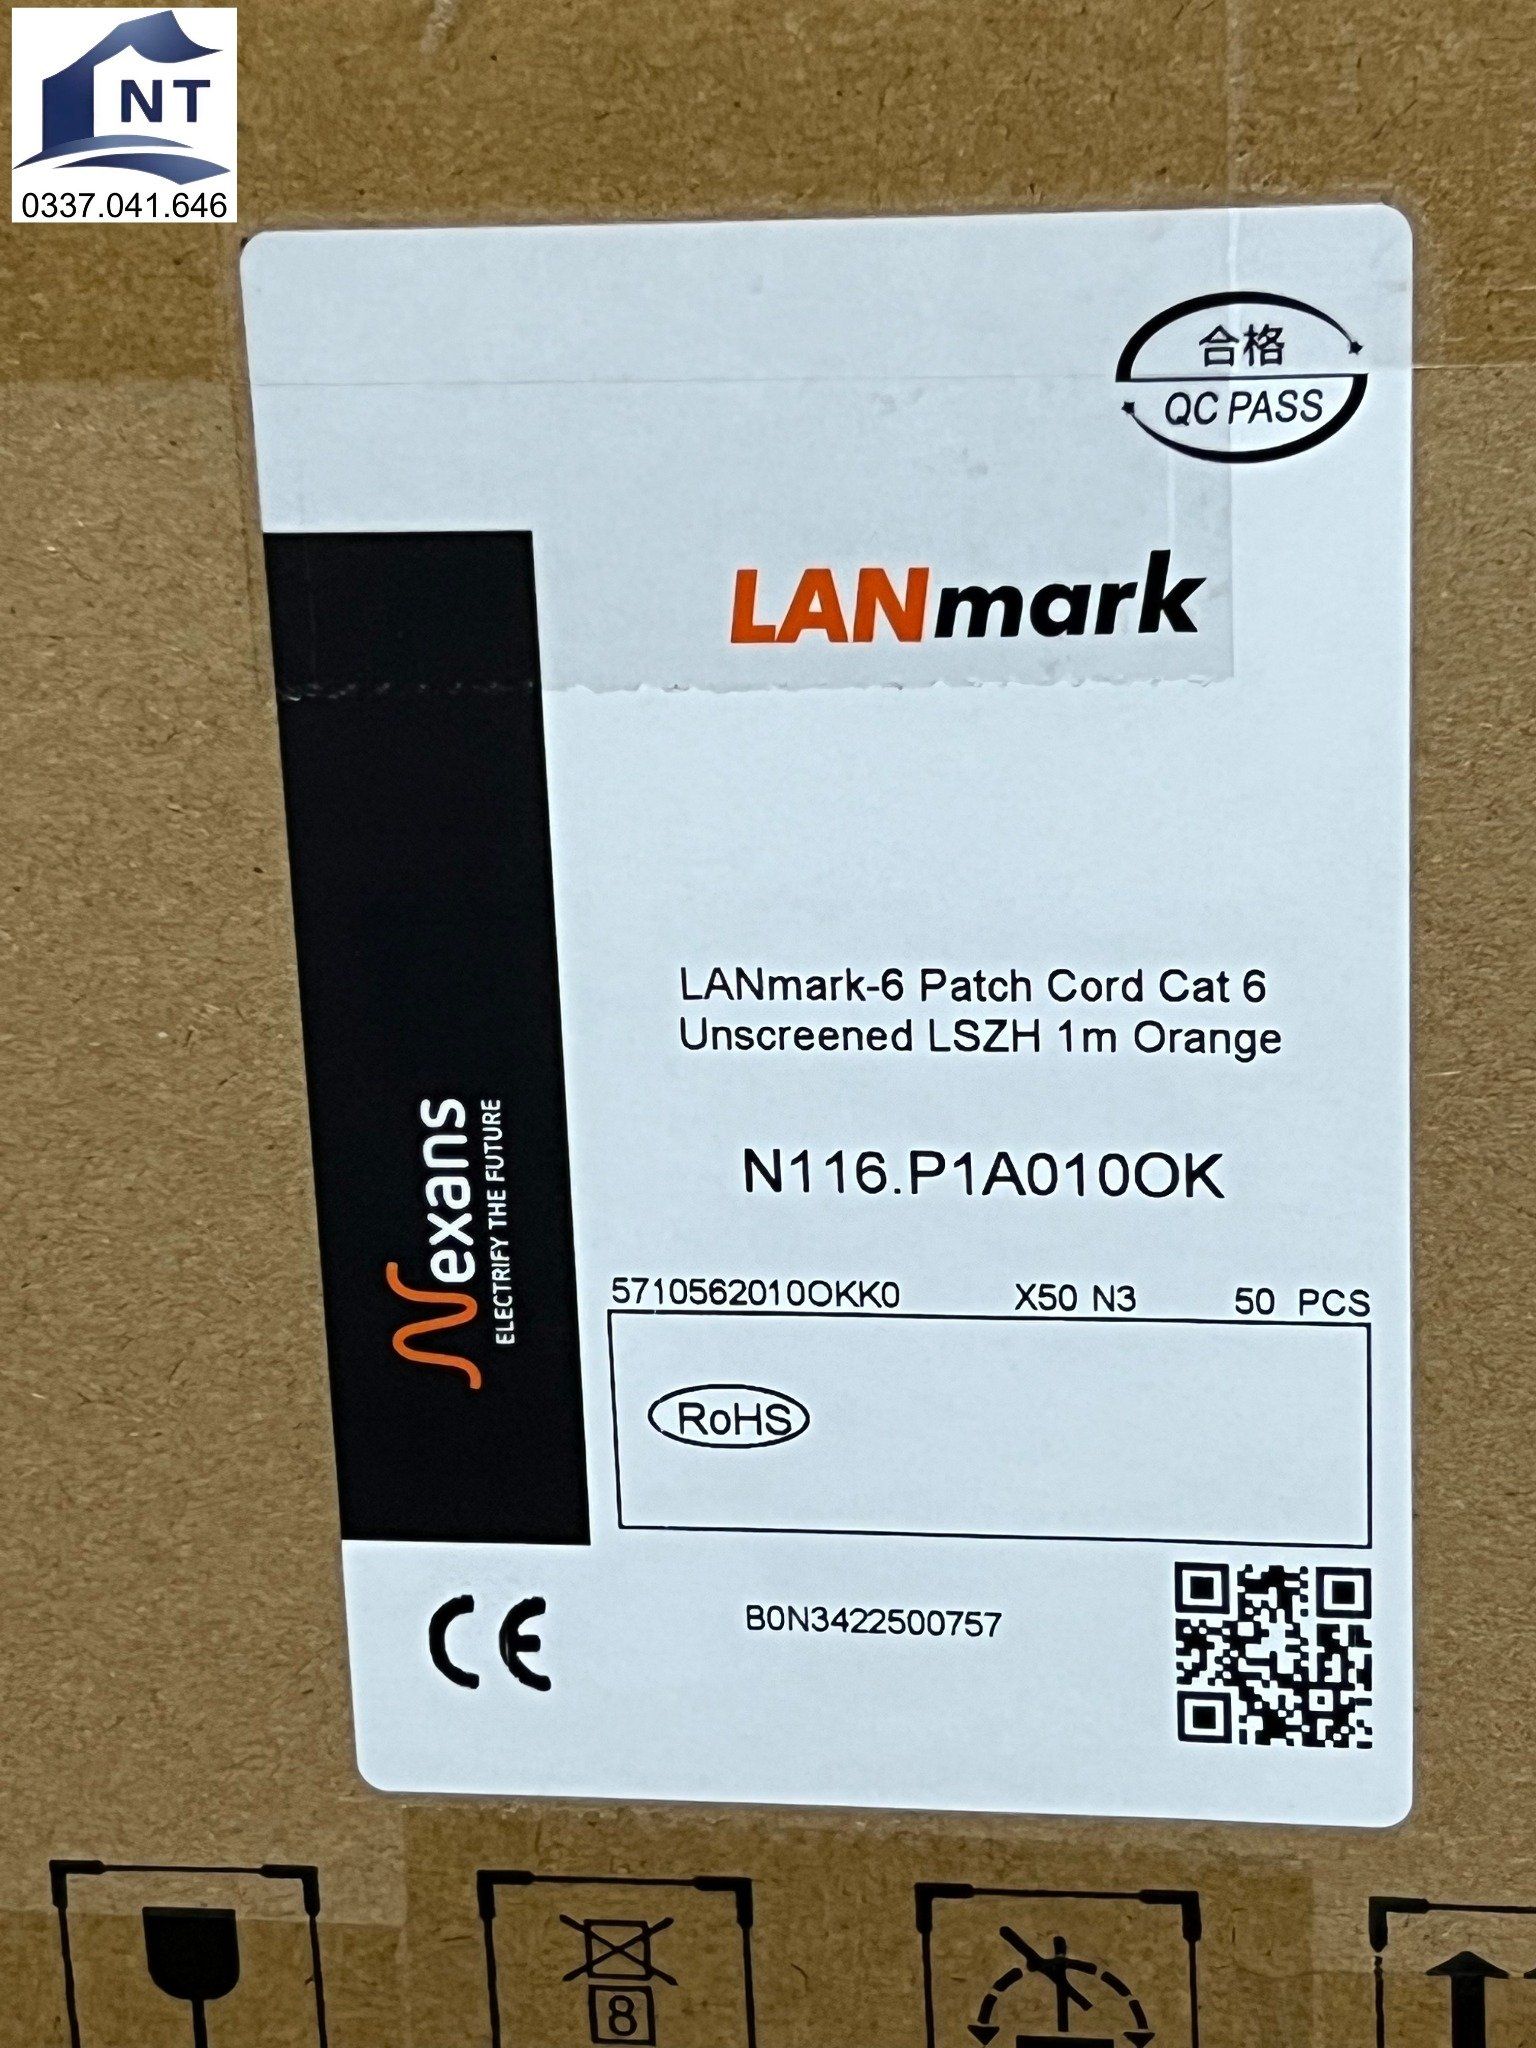 NT
0337.041.646
合格
QC PASS
LANmark
LANmark-6 Patch Cord Cat 6
Unscreened LSZH 1m Orange
N116.P1A010OK
Nexans
ELECTRIFY THE FUTURE
5710562010OKK0 X50 N3 50 PCS
RoHS
CE
B0N3422500757
8